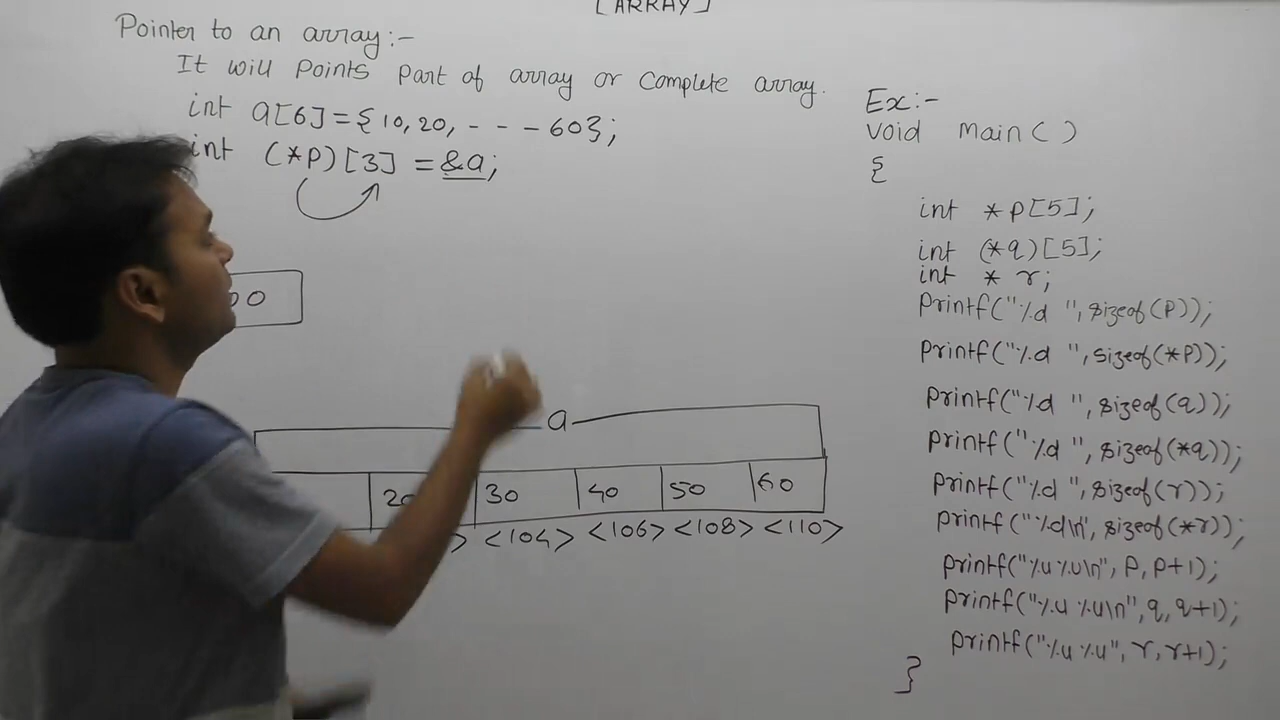 [ARRAY]
Pointer to an array:-
It will Points Part of array or Complete array.
int a[6]={10,20,- - - -60};
int (*p)[3] = &a;
00
a
20 30 40 50 60
> <104> <106> <108> <110>
Ex:-
void main()
{
int *p[5];
int (*q)[5];
int * r;
printf("%d ", sizeof(p));
printf("%d ", sizeof(*p));
printf("%d ", sizeof(q));
printf("%d ", sizeof(*q));
printf("%d ", sizeof(r));
printf("%d\n", sizeof(*r));
printf("%u %u\n", p, p+1);
printf("%u %u\n", q, q+1);
printf("%u %u", r, r+1);
}